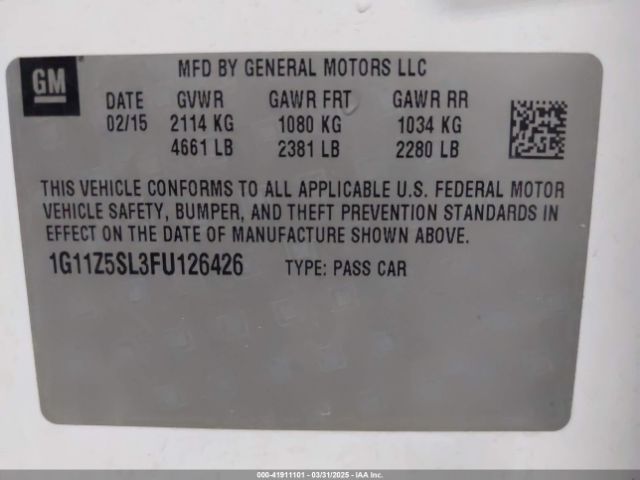 GM
MFD BY GENERAL MOTORS LLC
DATE GVWR GAWR FRT GAWR RR
02/15 2114 KG 1080 KG 1034 KG
4661 LB 2381 LB 2280 LB
THIS VEHICLE CONFORMS TO ALL APPLICABLE U.S. FEDERAL MOTOR
VEHICLE SAFETY, BUMPER, AND THEFT PREVENTION STANDARDS IN
EFFECT ON THE DATE OF MANUFACTURE SHOWN ABOVE.
1G11Z5SL3FU126426 TYPE: PASS CAR
000-41911101 - 03/31/2025 - IAA Inc.